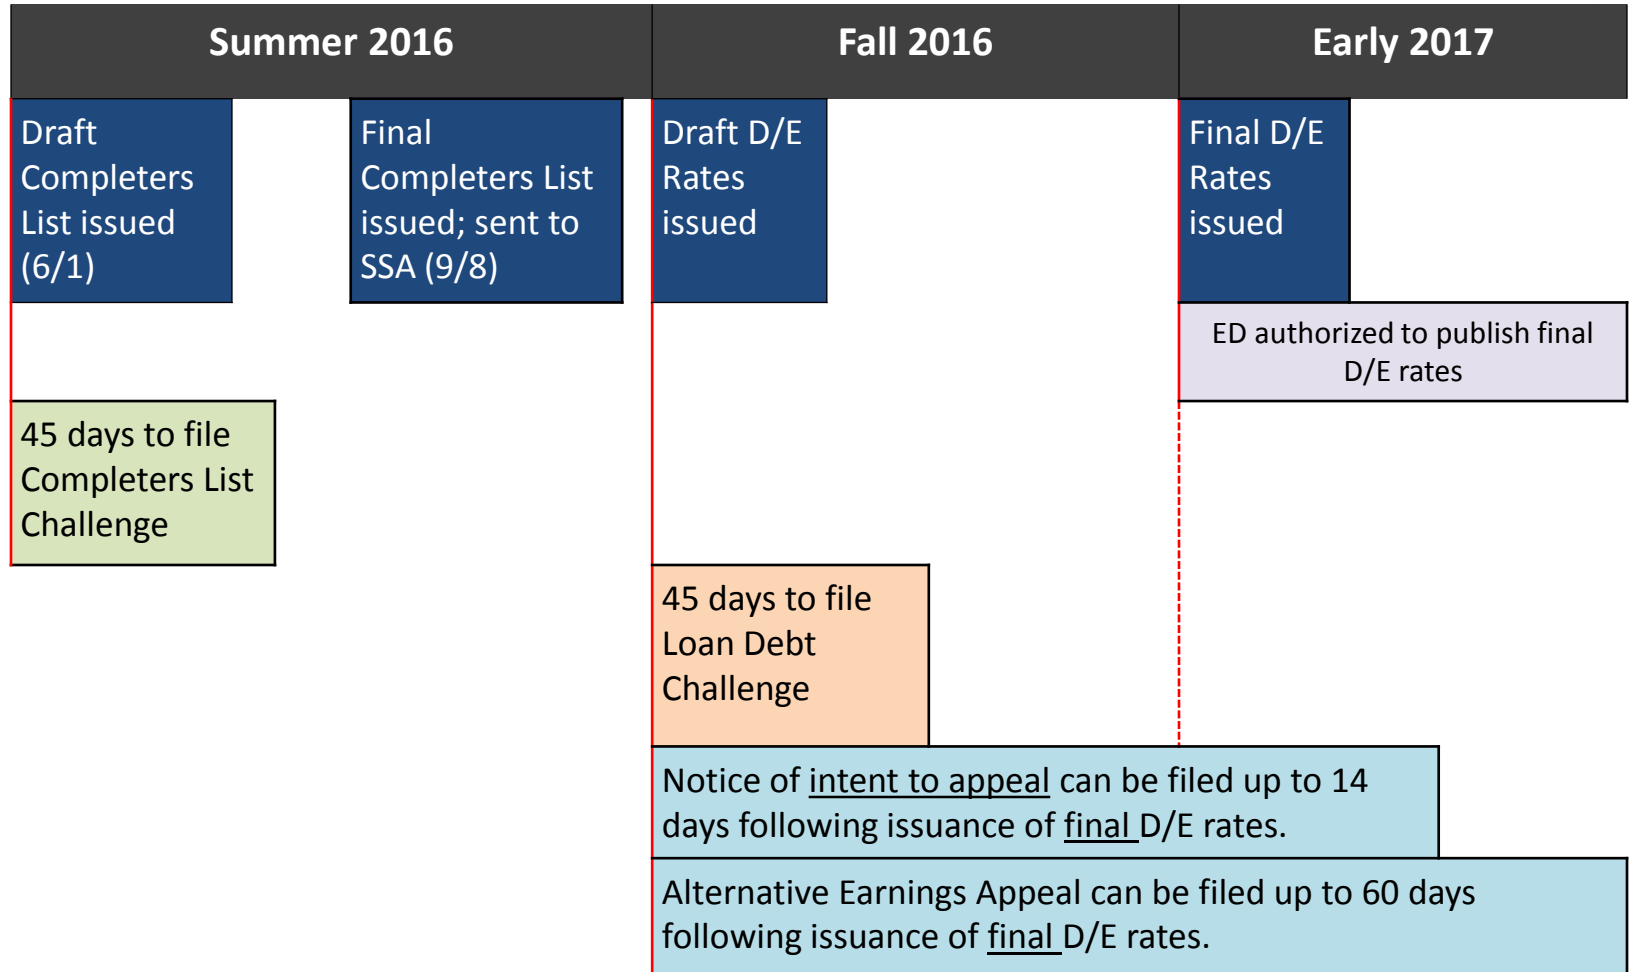 Summer 2016
Fall 2016
Early 2017
Draft
Completers
List issued
(6/1)
Final
Completers List
issued; sent to
SSA (9/8)
Draft D/E
Rates
issued
Final D/E
Rates
issued
ED authorized to publish final
D/E rates
45 days to file
Completers List
Challenge
45 days to file
Loan Debt
Challenge
Notice of intent to appeal can be filed up to 14
days following issuance of final D/E rates.
Alternative Earnings Appeal can be filed up to 60 days
following issuance of final D/E rates.